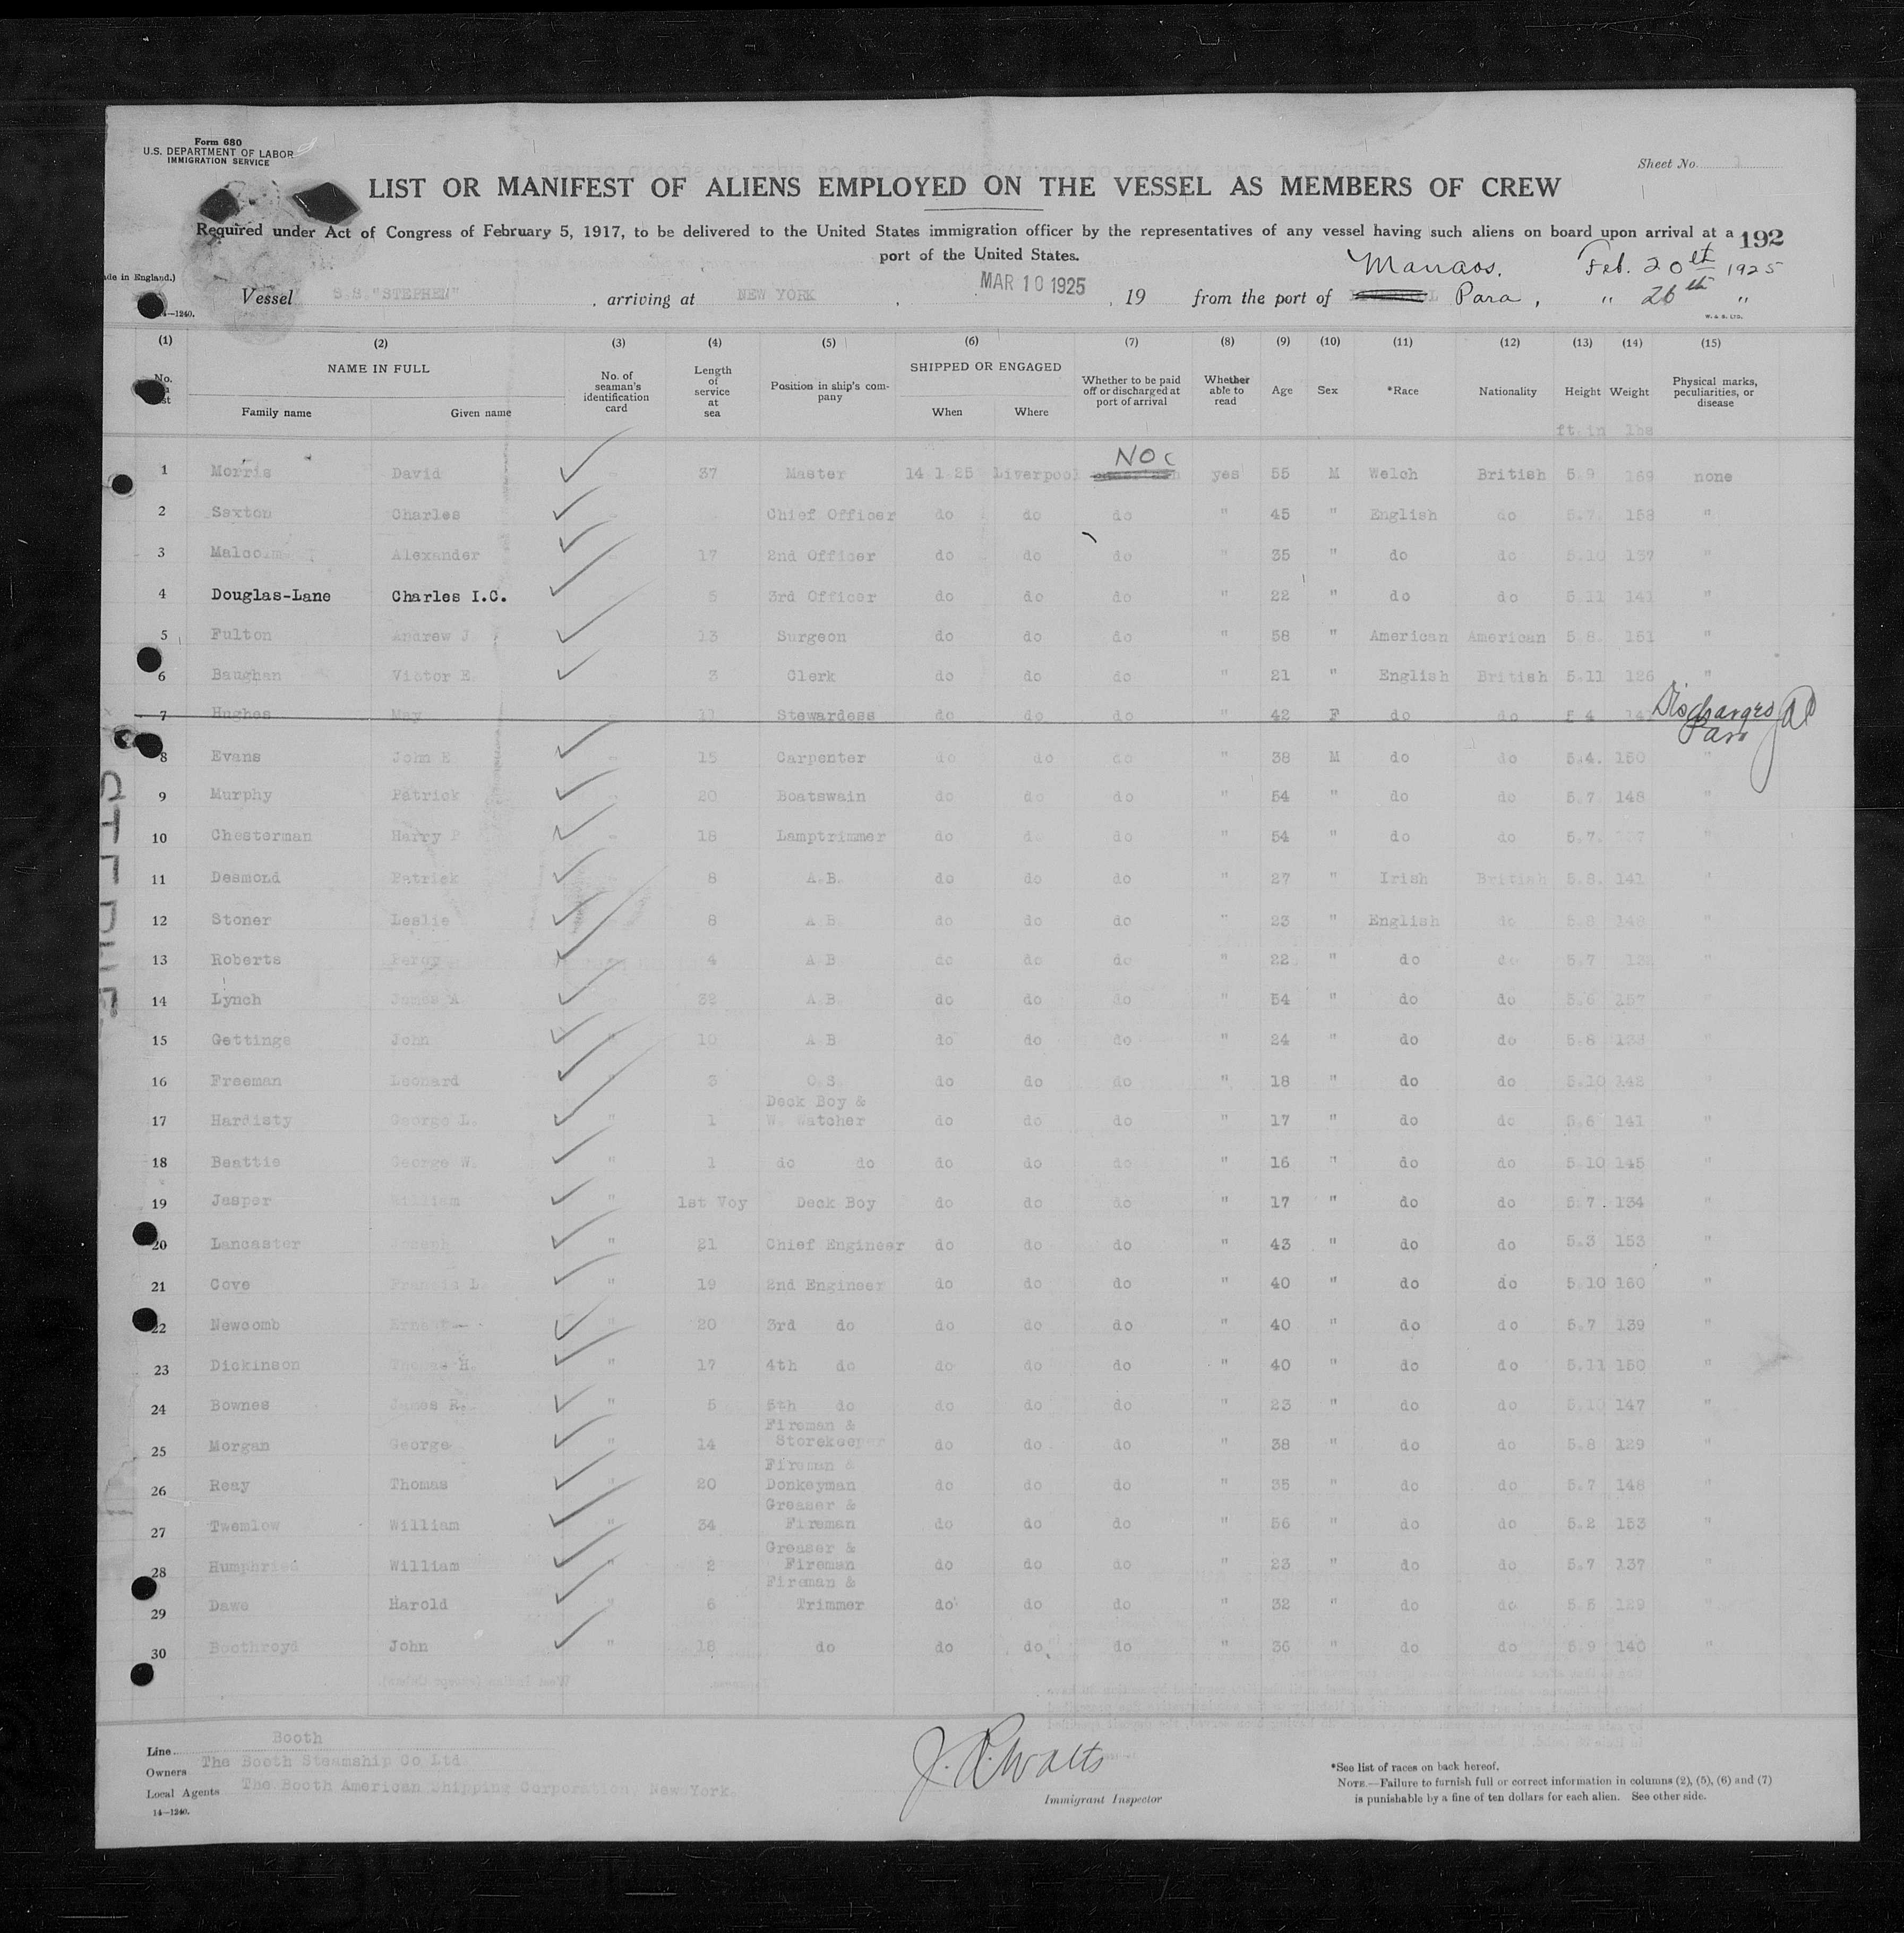 Form 680
U.S. DEPARTMENT OF LABOR
IMMIGRATION SERVICE
Sheet No. 1
LIST OR MANIFEST OF ALIENS EMPLOYED ON THE VESSEL AS MEMBERS OF CREW
Required under Act of Congress of February 5, 1917, to be delivered to the United States immigration officer by the representatives of any vessel having such aliens on board upon arrival at a
port of the United States.
192
de in England.)
Manaos. Feb. 20th 1925
Vessel S.S "STEPHEN", arriving at NEW YORK, MAR 10 1925, 19 from the port of Para, " 26th "
14—1240.
W. & S. LTD.
(1) (2) (3) (4) (5) (6) (7) (8) (9) (10) (11) (12) (13) (14) (15)
No. NAME IN FULL Family name Given name No. of seaman's identification card Length of service at sea Position in ship's company SHIPPED OR ENGAGED When Where Whether to be paid off or discharged at port of arrival Whether able to read Age Sex *Race Nationality Height Weight Physical marks, peculiarities, or disease
ft.in lbs
1 Morris David 37 Master 14 1 25 Liverpool NO yes 55 M Welch British 5.9 169 none
2 Saxton Charles Chief Officer do do do " 45 " English do 5.7. 158 "
3 Malcolm Alexander 17 2nd Officer do do do " 35 " do do 5.10 157 "
4 Douglas-Lane Charles I.C. 5 3rd Officer do do do " 22 " do do 5.11 141 "
5 Fulton Andrew J 13 Surgeon do do do " 58 " American American 5.8. 151 "
6 Baughan Victor E. 3 Clerk do do do " 21 " English British 5.11 126 "
7 Hughes May 11 Stewardess do do do " 42 F do do 5 4 Discharged Para
8 Evans John E 15 Carpenter do do do " 38 M do do 5.4. 150 "
9 Murphy Patrick 20 Boatswain do do do " 54 " do do 5.7 148 "
10 Chesterman Harry P 18 Lamptrimmer do do do " 54 " do do 5.7. "
11 Desmond Patrick 8 A.B. do do do " 27 " Irish British 5.8. 141 "
12 Stoner Leslie 8 A B. do do do " 23 " English do 5.8 148 "
13 Roberts Percy 4 A B do do do " 22 " do do 5.7 "
14 Lynch James A. 32 A B. do do do " 54 " do do 5.6 157 "
15 Gettings John " 10 A B do do do " 24 " do do 5.8 "
16 Freeman Leonard " 3 O.S. do do do " 18 " do do 5.10 143 "
Deck Boy &
17 Hardisty George L. " 1 W. Watcher do do do " 17 " do do 5.6 141 "
18 Beattie George W. " 1 do do do do do " 16 " do do 5 10 145 "
19 Jasper William " 1st Voy Deck Boy do do do " 17 " do do 5.7. 134 "
20 Lancaster Joseph " 21 Chief Engineer do do do " 43 " do do 5.3 153 "
21 Cove Francis L. " 19 2nd Engineer do do do " 40 " do do 5.10 160 "
22 Newcomb Ernest " 20 3rd do do do do " 40 " do do 5.7 139 "
23 Dickinson Thomas H. " 17 4th do do do do " 40 " do do 5.11 150 "
24 Bownes James R. " 5 5th do do do do " 23 " do do 5.10 147 "
Fireman &
25 Morgan George " 14 Storekeeper do do do " 38 " do do 5.8 129 "
Fireman &
26 Reay Thomas " 20 Donkeyman do do do " 35 " do do 5.7 148 "
Greaser &
27 Twemlow William " 34 Fireman do do do " 56 " do do 5.2 153 "
Greaser &
28 Humphries William " 2 Fireman do do do " 23 " do do 5.7 137 "
Fireman &
29 Dawe Harold " 6 Trimmer do do do " 32 " do do 5.5 129 "
30 Boothroyd John " 18 do do do do " 36 " do do 5.9 140 "
Line Booth
Owners The Booth Steamship Co Ltd
Local Agents The Booth American Shipping Corporation, New York.
14—1240.
Immigrant Inspector
*See list of races on back hereof.
NOTE.—Failure to furnish full or correct information in columns (2), (5), (6) and (7)
is punishable by a fine of ten dollars for each alien. See other side.